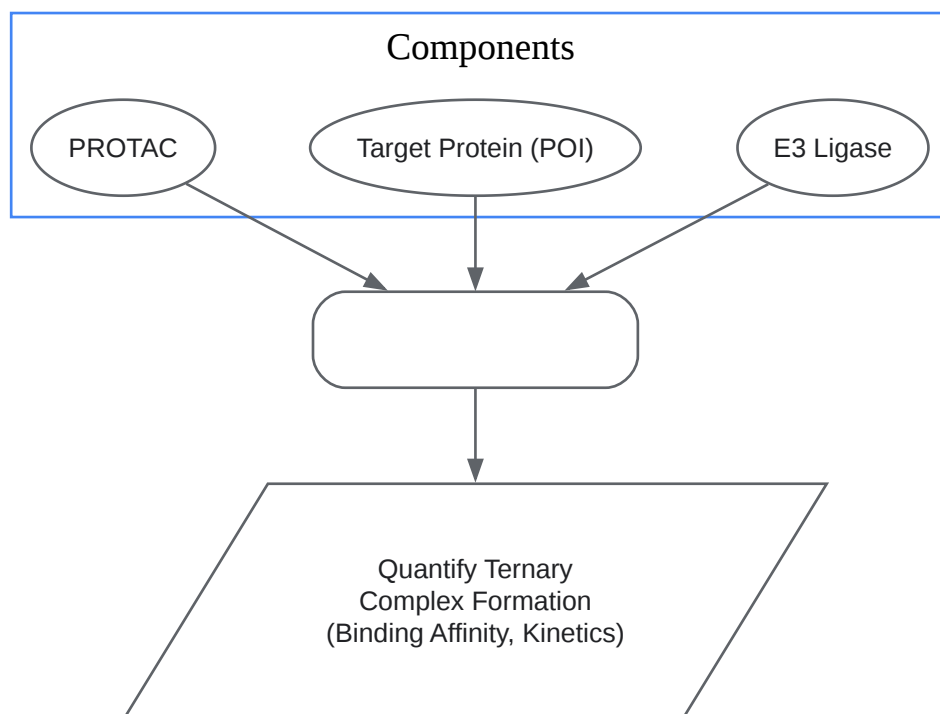 Components
PROTAC
Target Protein (POI)
E3 Ligase
Quantify Ternary
Complex Formation
(Binding Affinity, Kinetics)